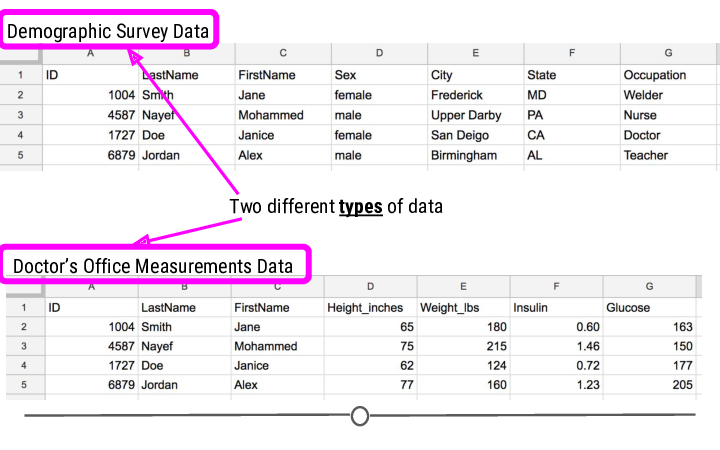 Demographic Survey Data
A B C D E F G
1 ID LastName FirstName Sex City State Occupation
2 1004 Smith Jane female Frederick MD Welder
3 4587 Nayef Mohammed male Upper Darby PA Nurse
4 1727 Doe Janice female San Deigo CA Doctor
5 6879 Jordan Alex male Birmingham AL Teacher
Two different types of data
Doctor's Office Measurements Data
A B C D E F G
1 ID LastName FirstName Height_inches Weight_lbs Insulin Glucose
2 1004 Smith Jane 65 180 0.60 163
3 4587 Nayef Mohammed 75 215 1.46 150
4 1727 Doe Janice 62 124 0.72 177
5 6879 Jordan Alex 77 160 1.23 205